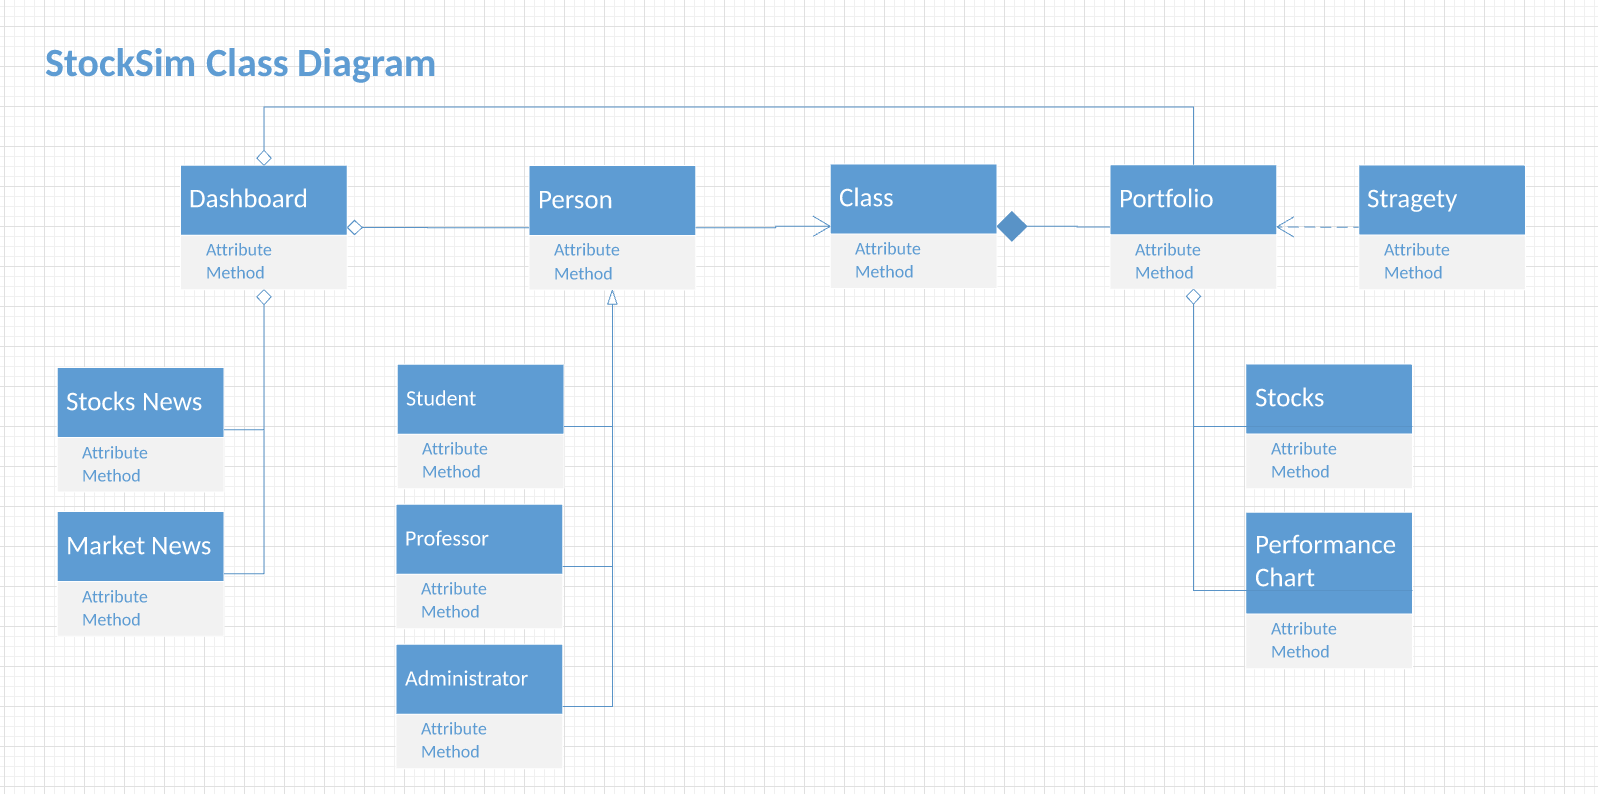 StockSim Class Diagram
Dashboard
Attribute
Method
Person
Attribute
Method
Class
Attribute
Method
Portfolio
Attribute
Method
Stragety
Attribute
Method
Stocks News
Attribute
Method
Market News
Attribute
Method
Student
Attribute
Method
Professor
Attribute
Method
Administrator
Attribute
Method
Stocks
Attribute
Method
Performance
Chart
Attribute
Method